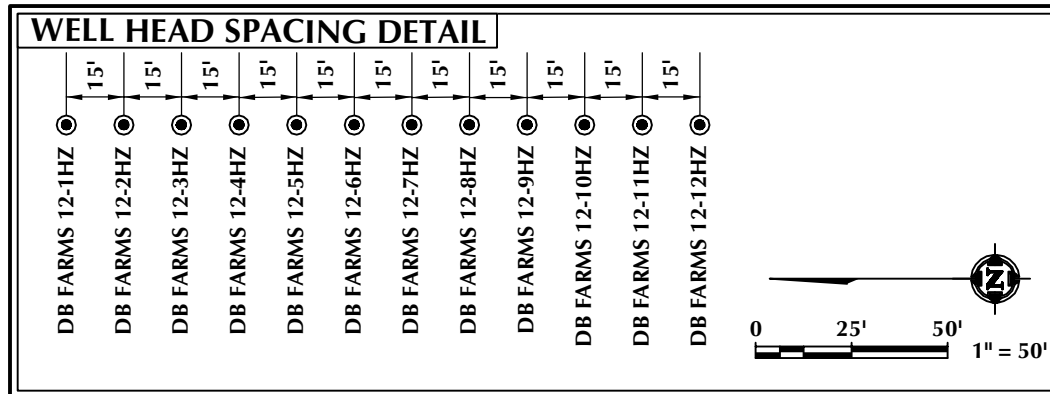 WELL HEAD SPACING DETAIL
15' 15' 15' 15' 15' 15' 15' 15' 15' 15' 15'
DB FARMS 12-1HZ
DB FARMS 12-2HZ
DB FARMS 12-3HZ
DB FARMS 12-4HZ
DB FARMS 12-5HZ
DB FARMS 12-6HZ
DB FARMS 12-7HZ
DB FARMS 12-8HZ
DB FARMS 12-9HZ
DB FARMS 12-10HZ
DB FARMS 12-11HZ
DB FARMS 12-12HZ
N
0 25' 50'
1" = 50'